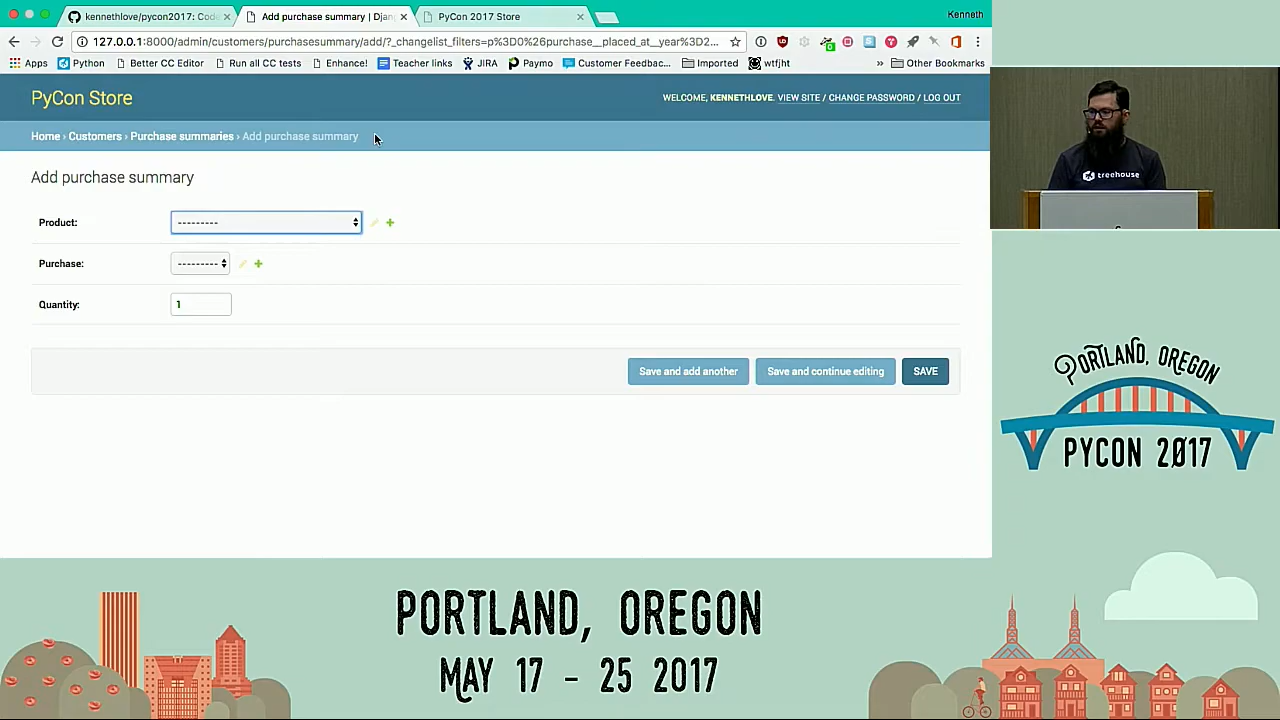 kennethlove/pycon2017: Code
Add purchase summary | Djan
PyCon 2017 Store
Kenneth
127.0.0.1:8000/admin/customers/purchasesummary/add/?_changelist_filters=p%3D0%26purchase__placed_at__year%3D2...
Apps
Python
Better CC Editor
Run all CC tests
Enhance!
Teacher links
JIRA
Paymo
Customer Feedbac...
Imported
wtfjht
»
Other Bookmarks
PyCon Store
WELCOME, KENNETHLOVE. VIEW SITE / CHANGE PASSWORD / LOG OUT
Home › Customers › Purchase summaries › Add purchase summary
Add purchase summary
Product:
---------
Purchase:
---------
Quantity:
1
Save and add another
Save and continue editing
SAVE
treehouse
PORTLAND, OREGON
PYCON 2017
PORTLAND, OREGON
MAY 17 - 25 2017